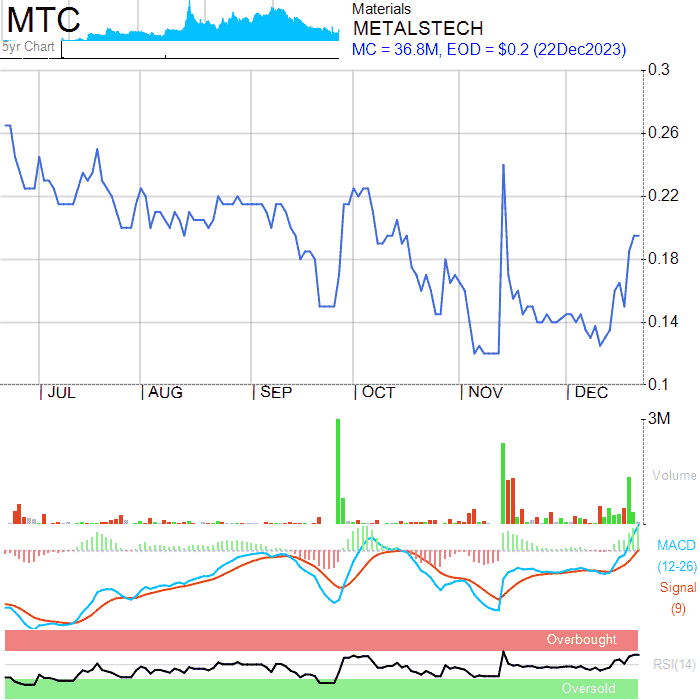 MTC
5yr Chart
Materials
METALSTECH
MC = 36.8M, EOD = $0.2 (22Dec2023)
0.3
0.26
0.22
0.18
0.14
0.1
JUL AUG SEP OCT NOV DEC
3M
Volume
MACD
(12-26)
Signal
(9)
Overbought
RSI(14)
Oversold